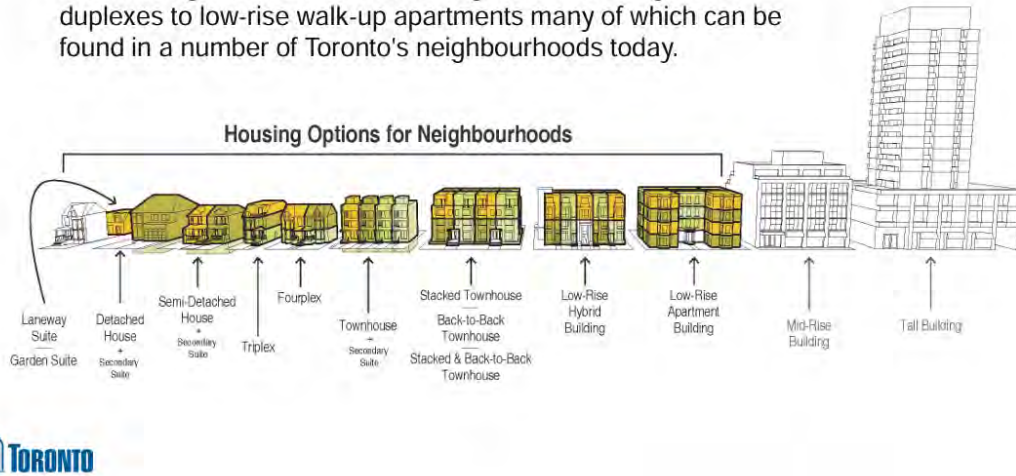 duplexes to low-rise walk-up apartments many of which can be
found in a number of Toronto's neighbourhoods today.
Housing Options for Neighbourhoods
Laneway
Suite
Garden Suite
Detached
House
+
Secondary
Suite
Semi-Detached
House
+
Secondary
Suite
Triplex
Fourplex
Townhouse
+
Secondary
Suite
Stacked Townhouse
Back-to-Back
Townhouse
Stacked & Back-to-Back
Townhouse
Low-Rise
Hybrid
Building
Low-Rise
Apartment
Building
Mid-Rise
Building
Tall Building
TORONTO